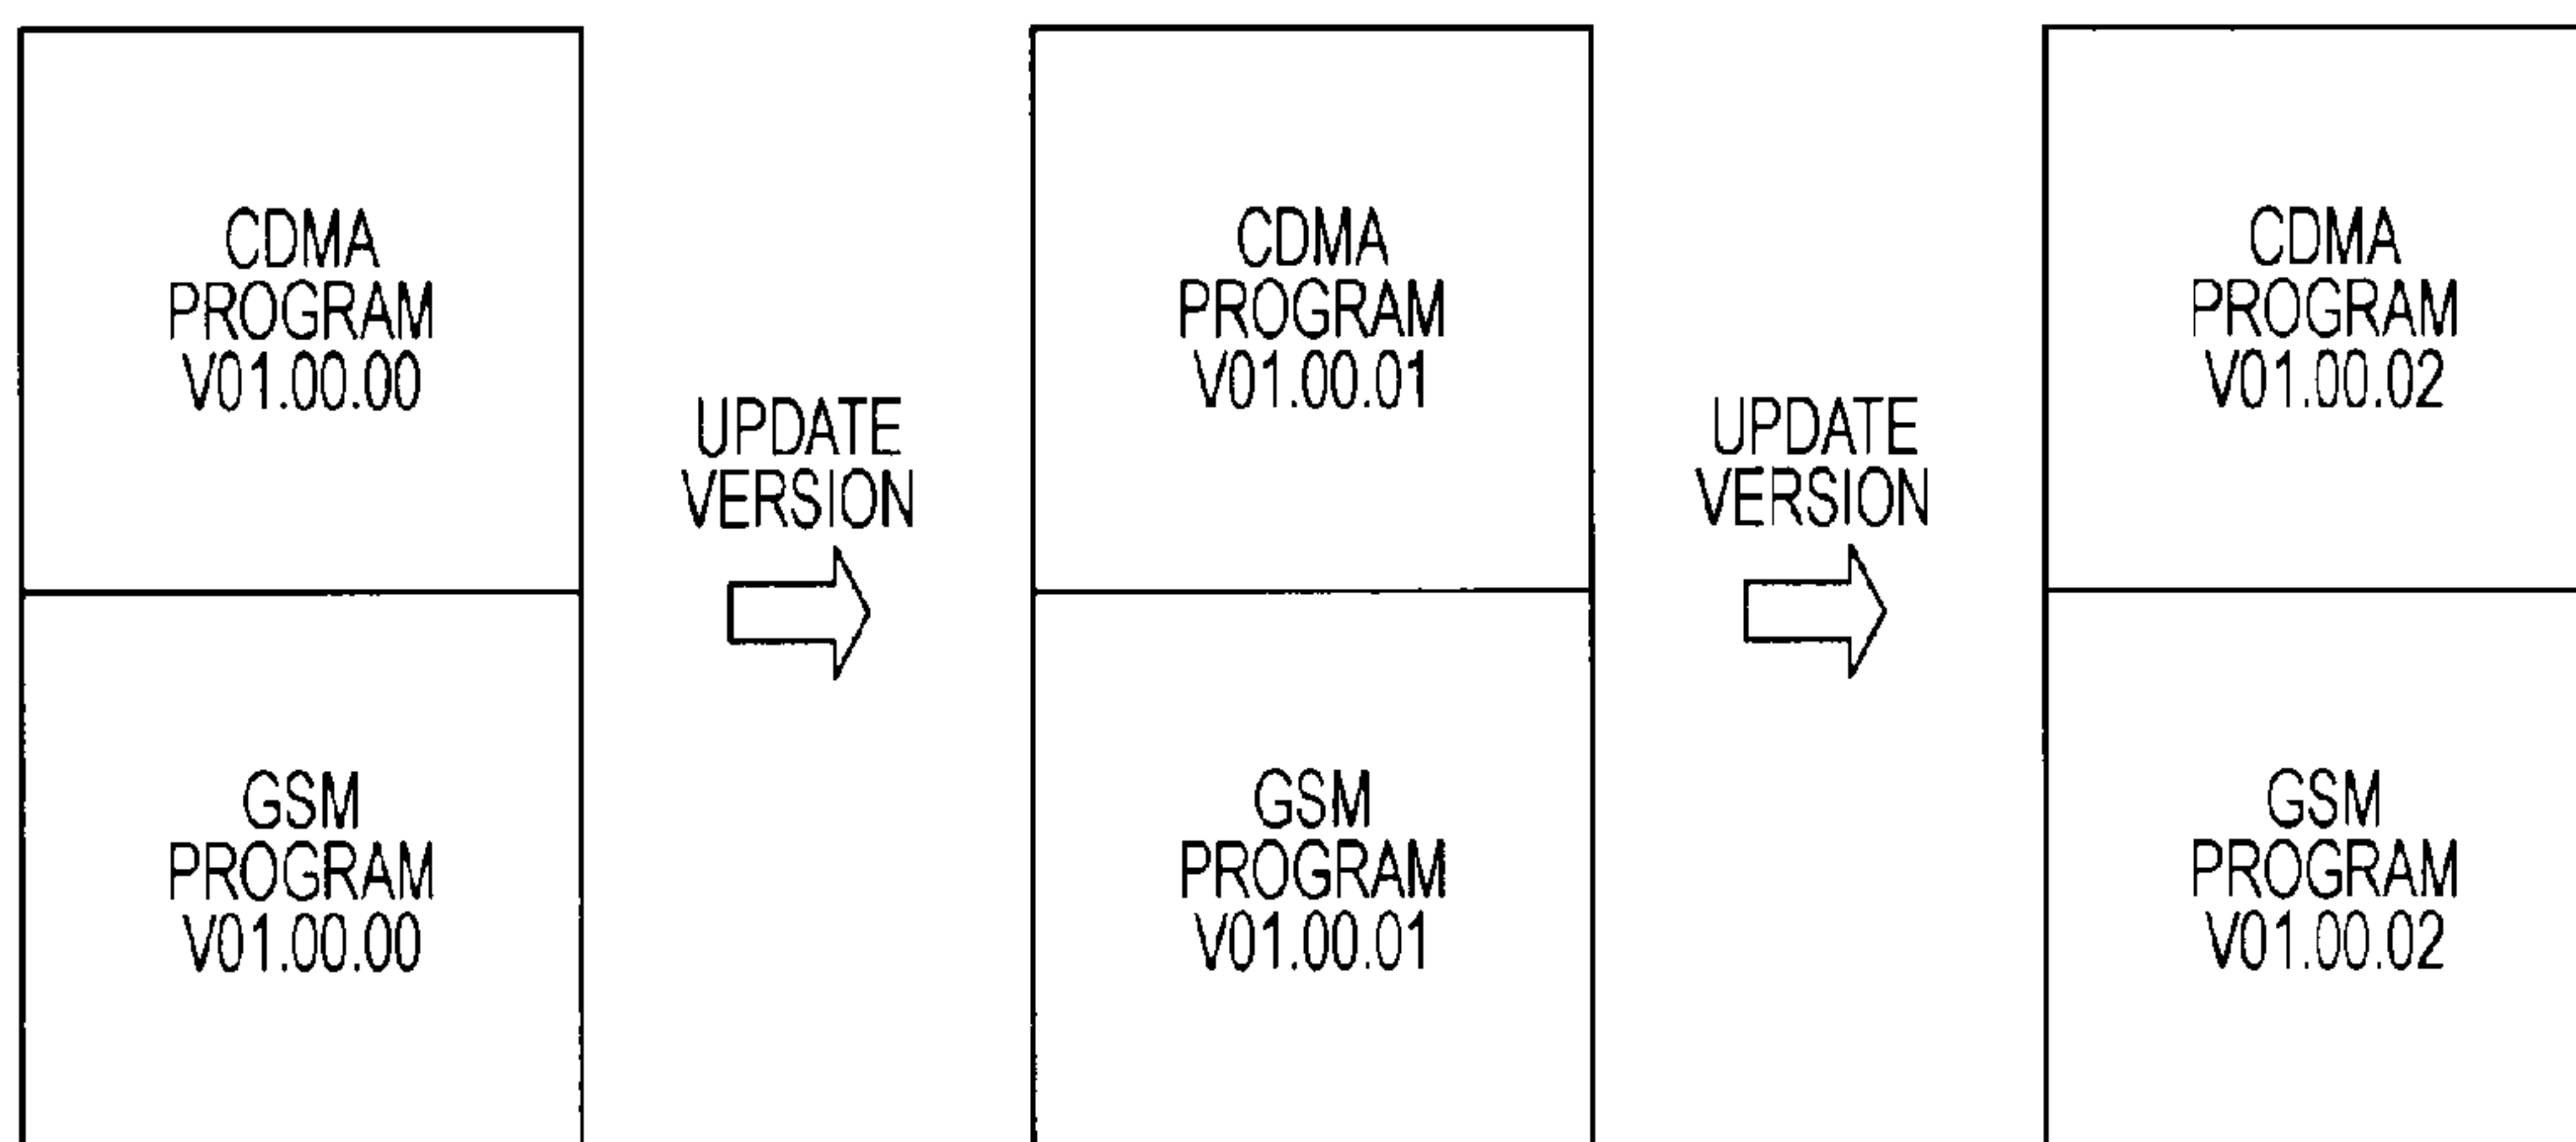 CDMA
PROGRAM
V01.00.00
GSM
PROGRAM
V01.00.00
UPDATE
VERSION
CDMA
PROGRAM
V01.00.01
GSM
PROGRAM
V01.00.01
UPDATE
VERSION
CDMA
PROGRAM
V01.00.02
GSM
PROGRAM
V01.00.02